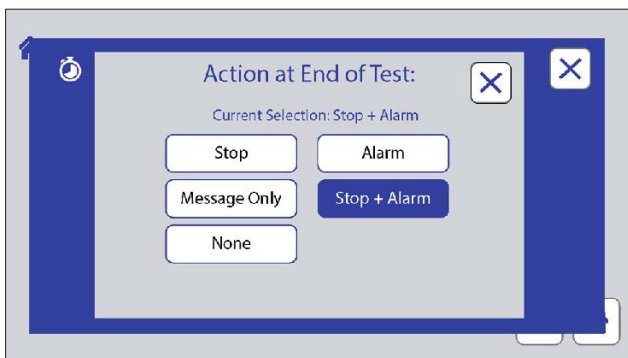 Action at End of Test:
Current Selection: Stop + Alarm
Stop
Alarm
Message Only
Stop + Alarm
None